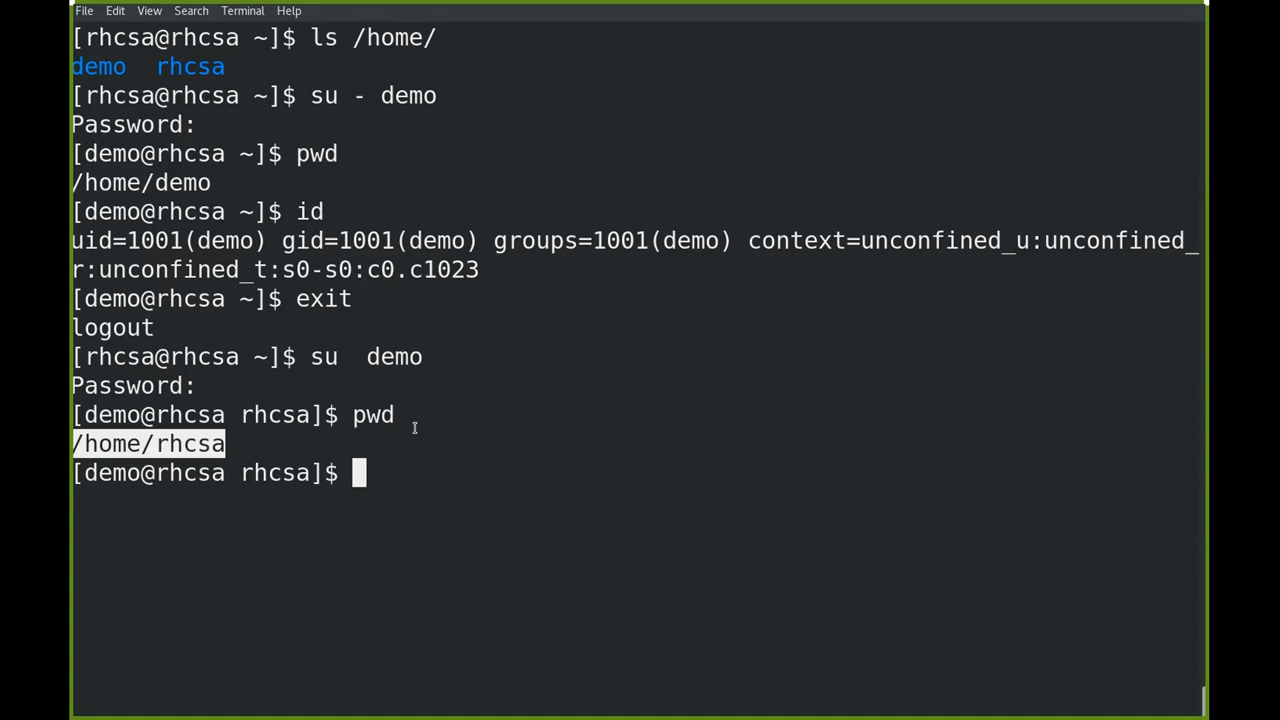 File Edit View Search Terminal Help
[rhcsa@rhcsa ~]$ ls /home/
demo  rhcsa
[rhcsa@rhcsa ~]$ su - demo
Password:
[demo@rhcsa ~]$ pwd
/home/demo
[demo@rhcsa ~]$ id
uid=1001(demo) gid=1001(demo) groups=1001(demo) context=unconfined_u:unconfined_
r:unconfined_t:s0-s0:c0.c1023
[demo@rhcsa ~]$ exit
logout
[rhcsa@rhcsa ~]$ su  demo
Password:
[demo@rhcsa rhcsa]$ pwd
/home/rhcsa
[demo@rhcsa rhcsa]$